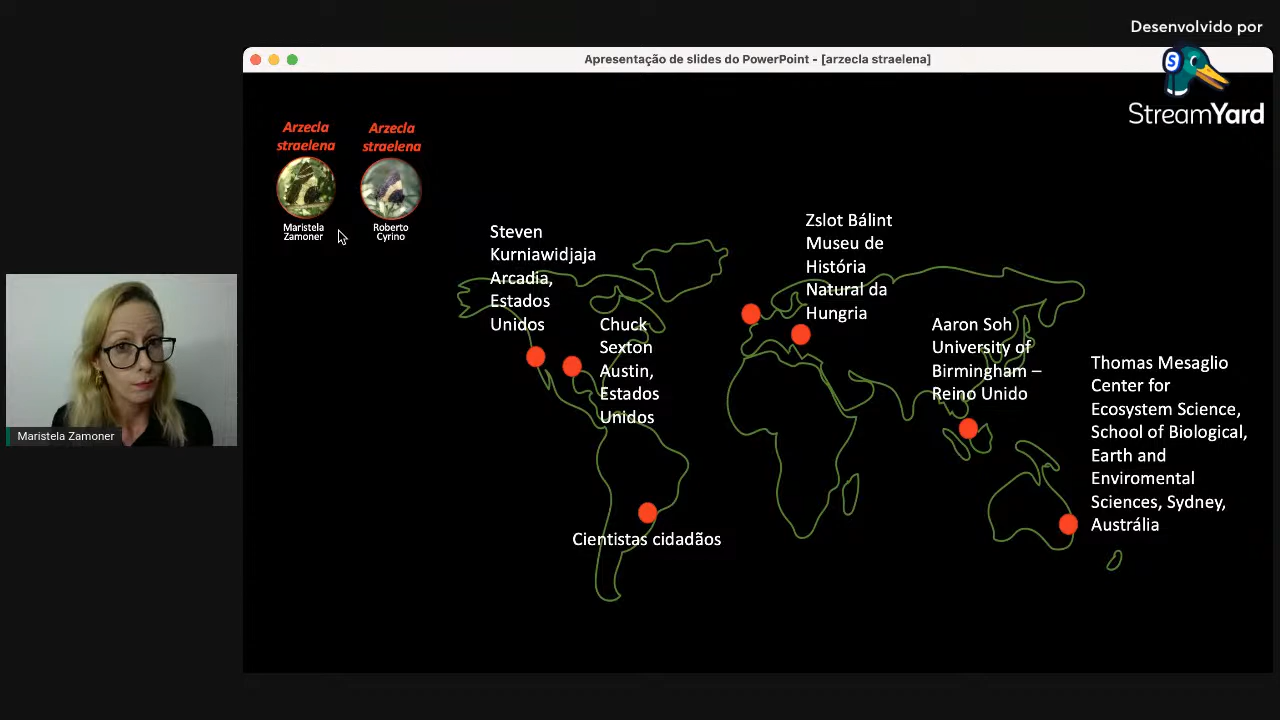 Desenvolvido por
StreamYard
Apresentação de slides do PowerPoint - [arzecla straelena]
Arzecla
straelena
Maristela
Zamoner
Arzecla
straelena
Roberto
Cyrino
Steven
Kurniawidjaja
Arcadia,
Estados
Unidos
Chuck
Sexton
Austin,
Estados
Unidos
Zslot Bálint
Museu de
História
Natural da
Hungria
Aaron Soh
University of
Birmingham –
Reino Unido
Thomas Mesaglio
Center for
Ecosystem Science,
School of Biological,
Earth and
Enviromental
Sciences, Sydney,
Austrália
Cientistas cidadãos
Maristela Zamoner